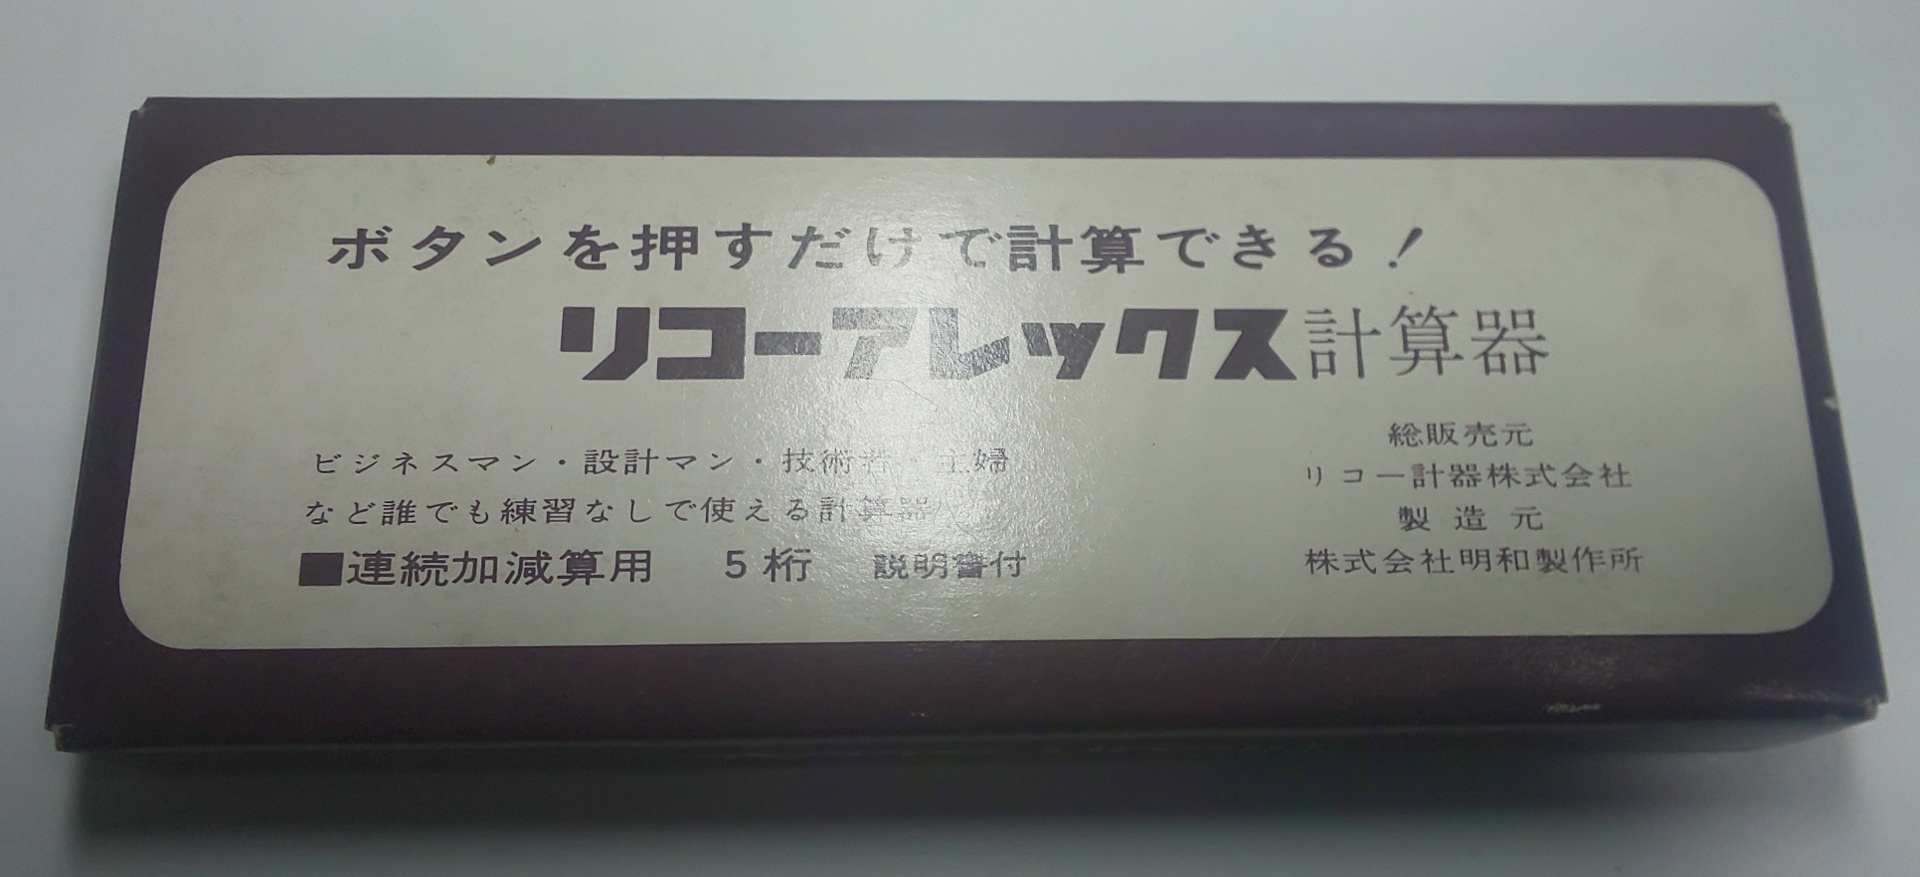 ボタンを押すだけで計算できる!
リコーアレックス計算器
ビジネスマン・設計マン・技術者・主婦
など誰でも練習なしで使える計算器!
■連続加減算用 5桁 説明書付
総販売元
リコー計器株式会社
製造元
株式会社明和製作所